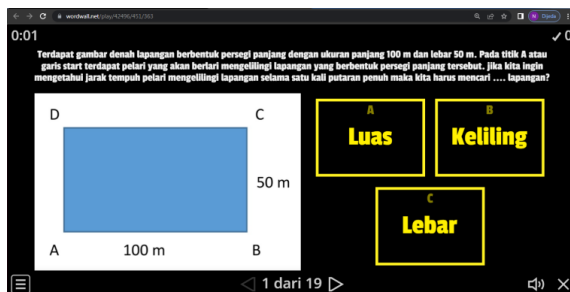 wordwall.net/play/42496/451/363
Dijeda
0:01
✓ 0
Terdapat gambar denah lapangan berbentuk persegi panjang dengan ukuran panjang 100 m dan lebar 50 m. Pada titik A atau
garis start terdapat pelari yang akan berlari mengelilingi lapangan yang berbentuk persegi panjang tersebut. jika kita ingin
mengetahui jarak tempuh pelari mengelilingi lapangan selama satu kali putaran penuh maka kita harus mencari .... lapangan?
D
C
50 m
A
100 m
B
A
Luas
B
Keliling
C
Lebar
1 dari 19